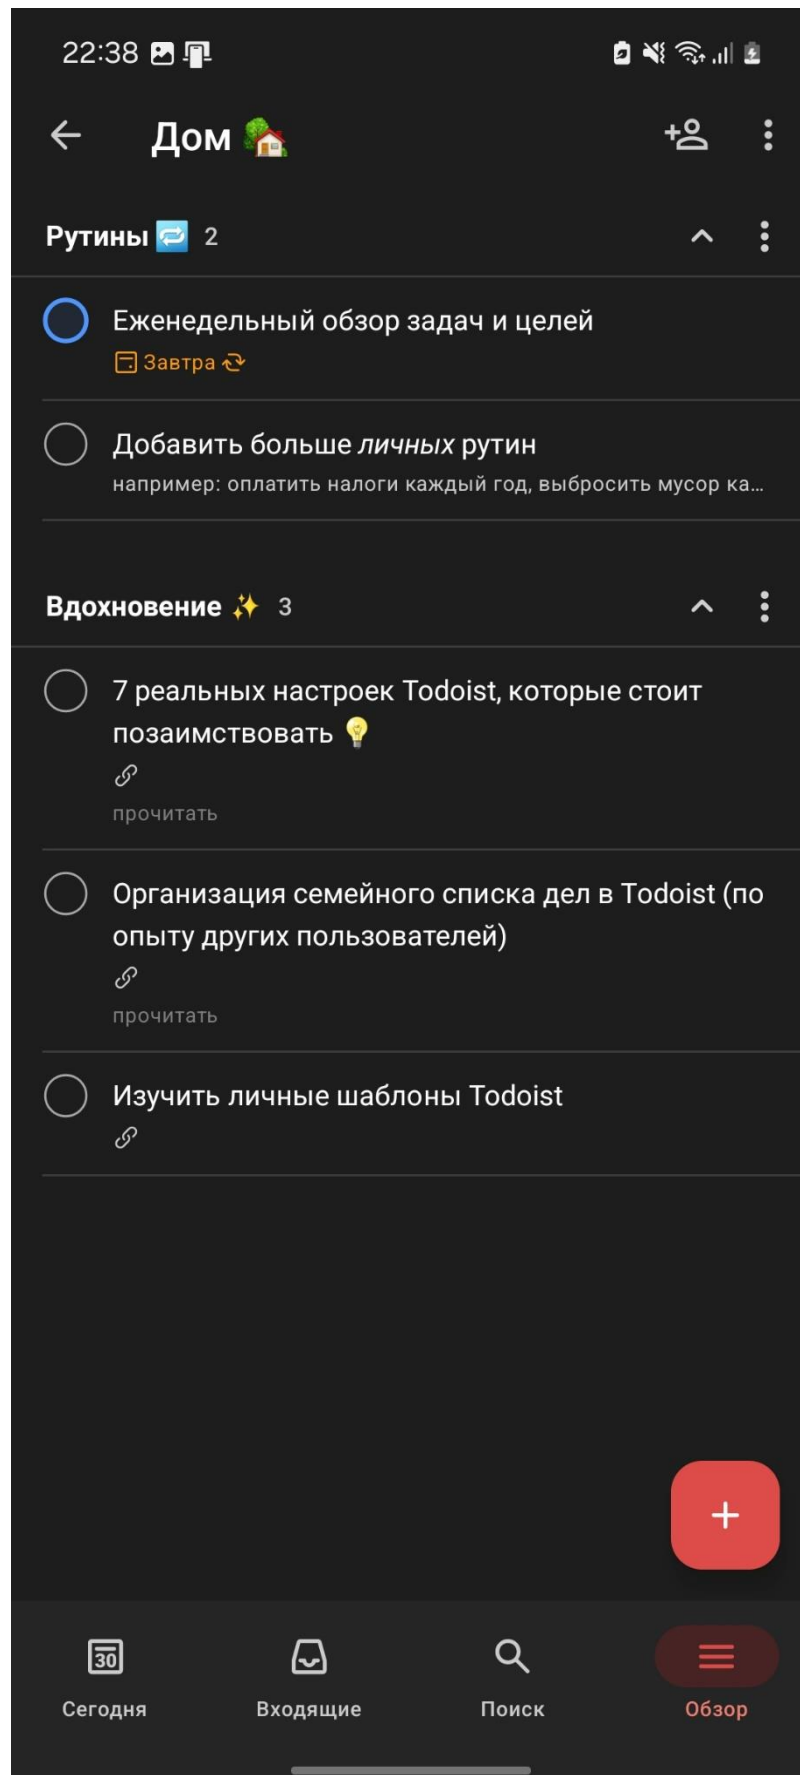 22:38
Дом 🏡
Рутины 🔁 2
Еженедельный обзор задач и целей
Завтра
Добавить больше личных рутин
например: оплатить налоги каждый год, выбросить мусор ка...
Вдохновение ✨ 3
7 реальных настроек Todoist, которые стоит
позаимствовать 💡
прочитать
Организация семейного списка дел в Todoist (по
опыту других пользователей)
прочитать
Изучить личные шаблоны Todoist
+
30
Сегодня
Входящие
Поиск
Обзор